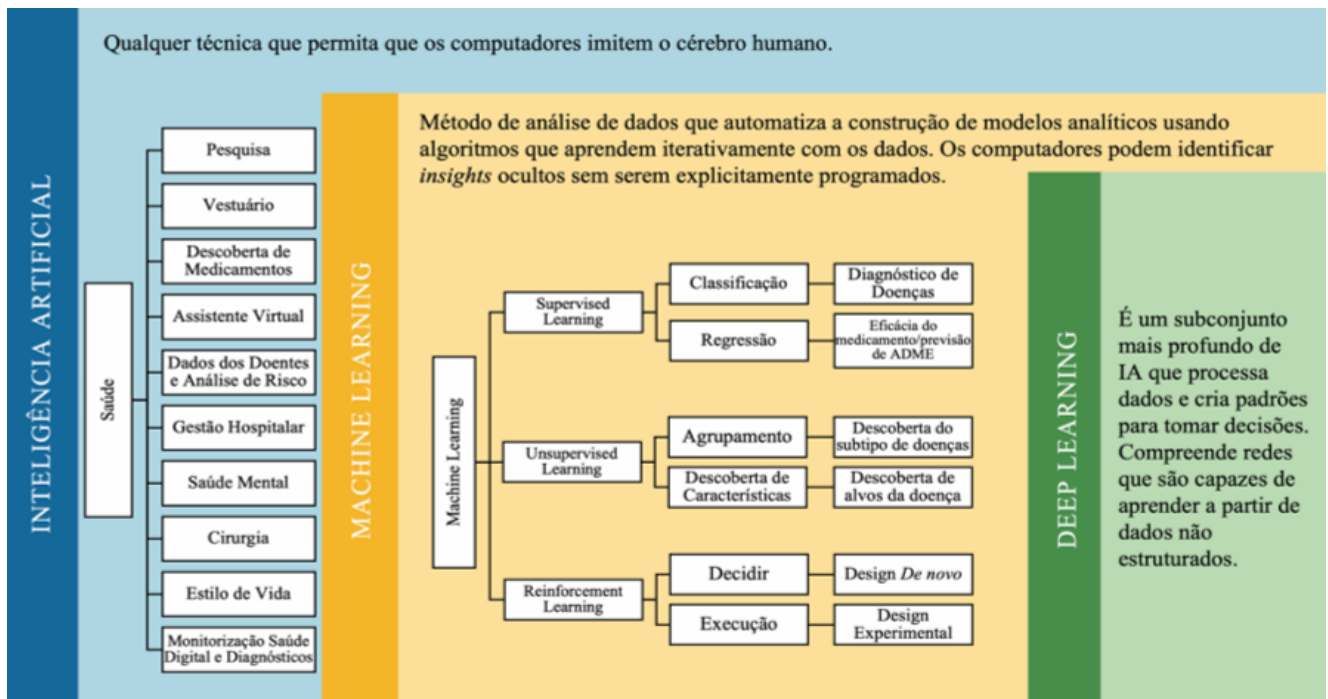 Qualquer técnica que permita que os computadores imitem o cérebro humano.
INTELIGÊNCIA ARTIFICIAL
Saúde
Pesquisa
Vestuário
Descoberta de
Medicamentos
Assistente Virtual
Dados dos Doentes
e Análise de Risco
Gestão Hospitalar
Saúde Mental
Cirurgia
Estilo de Vida
Monitorização Saúde
Digital e Diagnósticos
MACHINE LEARNING
Método de análise de dados que automatiza a construção de modelos analíticos usando
algoritmos que aprendem iterativamente com os dados. Os computadores podem identificar
insights ocultos sem serem explicitamente programados.
Machine Learning
Supervised
Learning
Classificação
Diagnóstico de
Doenças
Regressão
Eficácia do
medicamento/previsão
de ADME
Unsupervised
Learning
Agrupamento
Descoberta do
subtipo de doenças
Descoberta de
Características
Descoberta de
alvos da doença
Reinforcement
Learning
Decidir
Design De novo
Execução
Design
Experimental
DEEP LEARNING
É um subconjunto
mais profundo de
IA que processa
dados e cria padrões
para tomar decisões.
Compreende redes
que são capazes de
aprender a partir de
dados não
estruturados.